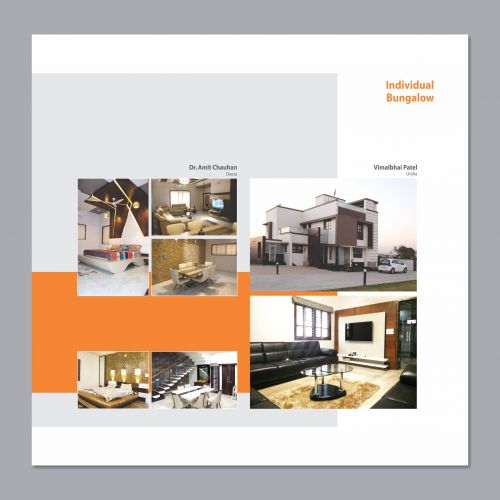 Individual
Bungalow
Dr. Amit Chauhan
Deesa
Vimalbhai Patel
Unjha